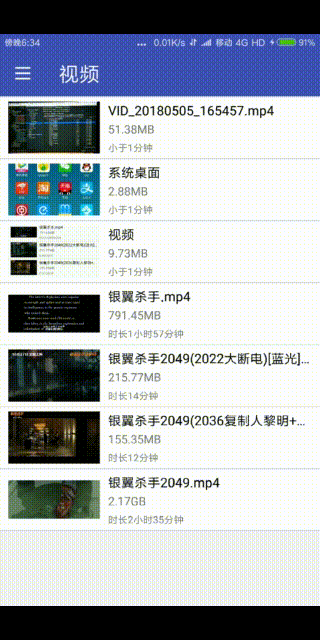 傍晚6:34
... 0.01K/s 移动 4G HD 91%
视频
VID_20180505_165457.mp4
51.38MB
小于1分钟
系统桌面
2.88MB
小于1分钟
视频
9.73MB
小于1分钟
银翼杀手.mp4
791.45MB
时长1小时57分钟
银翼杀手2049(2022大断电)[蓝光]...
215.77MB
时长14分钟
银翼杀手2049(2036复制人黎明+...
155.35MB
时长12分钟
银翼杀手2049.mp4
2.17GB
时长2小时35分钟